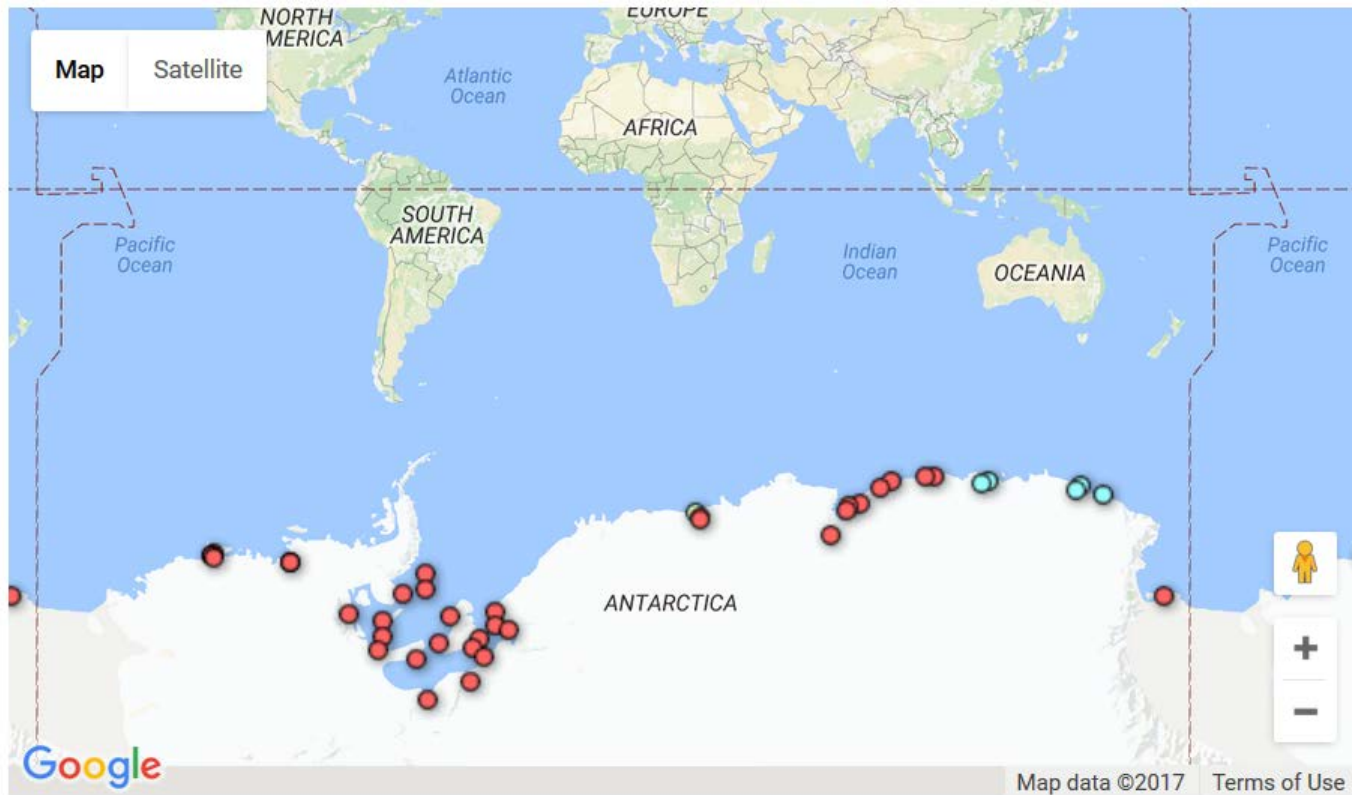 NORTH
AMERICA
EUROPE
Map
Satellite
Atlantic
Ocean
AFRICA
SOUTH
AMERICA
Pacific
Ocean
Indian
Ocean
OCEANIA
Pacific
Ocean
ANTARCTICA
+
−
Google
Map data ©2017
Terms of Use